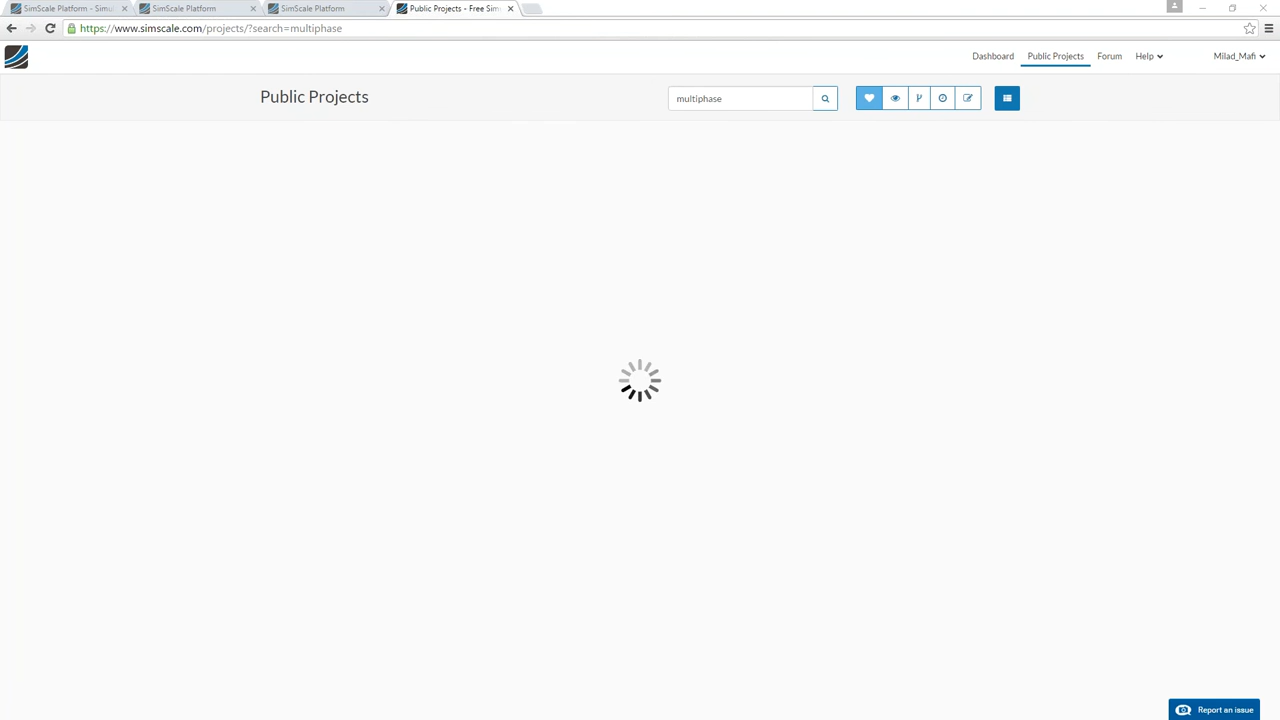 SimScale Platform - Simul
SimScale Platform
SimScale Platform
Public Projects - Free Sim
https://www.simscale.com/projects/?search=multiphase
Dashboard
Public Projects
Forum
Help
Milad_Mafi
Public Projects
multiphase
Report an issue